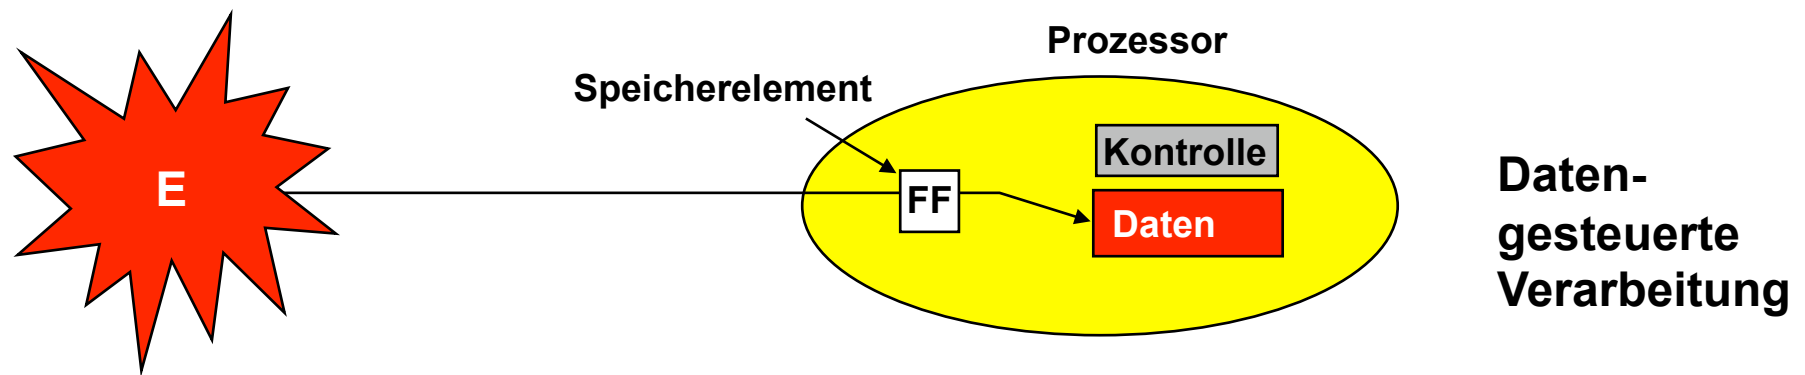 Prozessor
Speicherelement
Kontrolle
E
FF
Daten
Daten-
gesteuerte
Verarbeitung